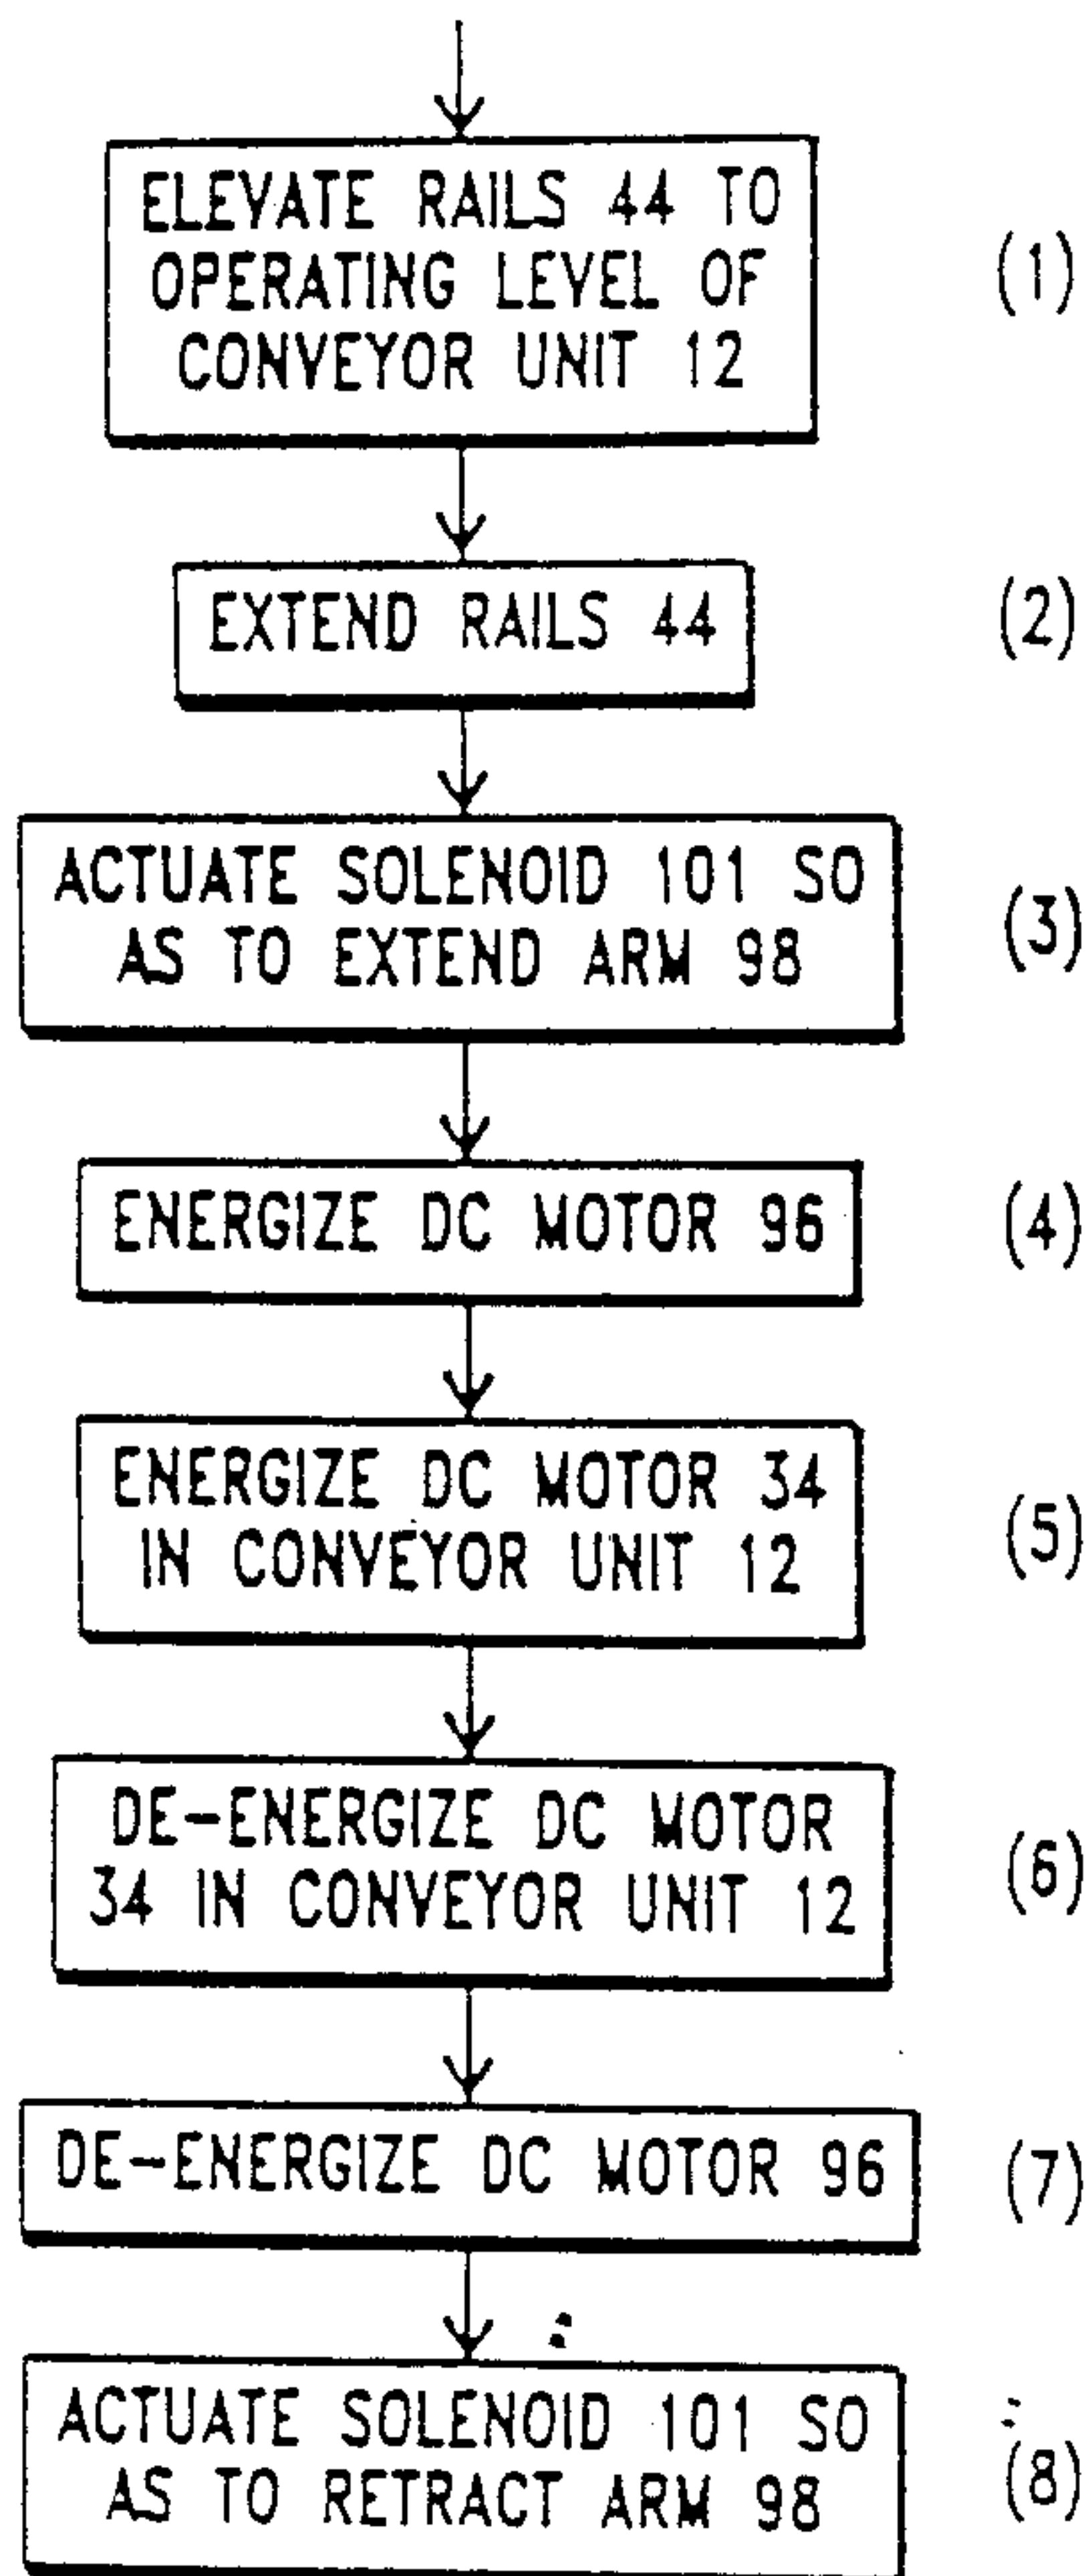 ELEVATE RAILS 44 TO
OPERATING LEVEL OF
CONVEYOR UNIT 12
(1)
EXTEND RAILS 44
(2)
ACTUATE SOLENOID 101 SO
AS TO EXTEND ARM 98
(3)
ENERGIZE DC MOTOR 96
(4)
ENERGIZE DC MOTOR 34
IN CONVEYOR UNIT 12
(5)
DE-ENERGIZE DC MOTOR
34 IN CONVEYOR UNIT 12
(6)
DE-ENERGIZE DC MOTOR 96
(7)
ACTUATE SOLENOID 101 SO
AS TO RETRACT ARM 98
(8)